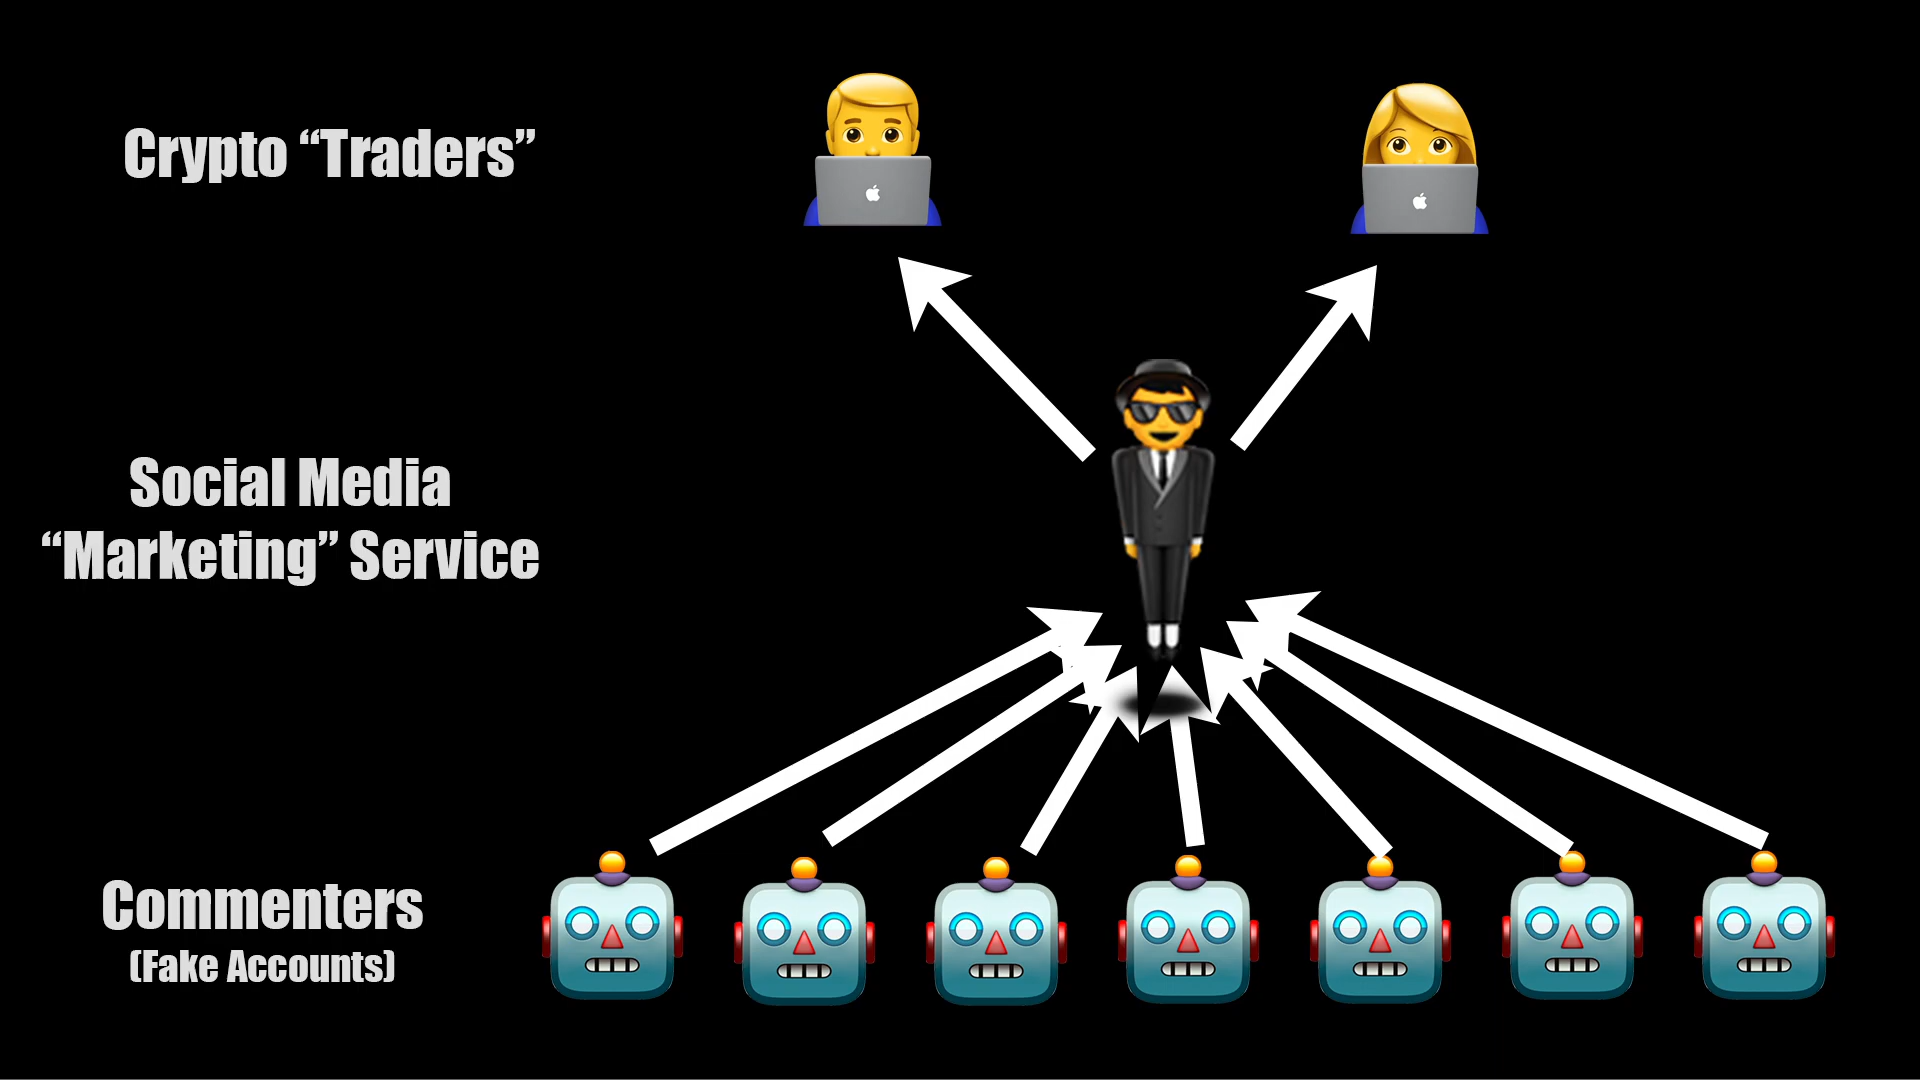 Crypto “Traders”
Social Media
“Marketing” Service
Commenters
(Fake Accounts)